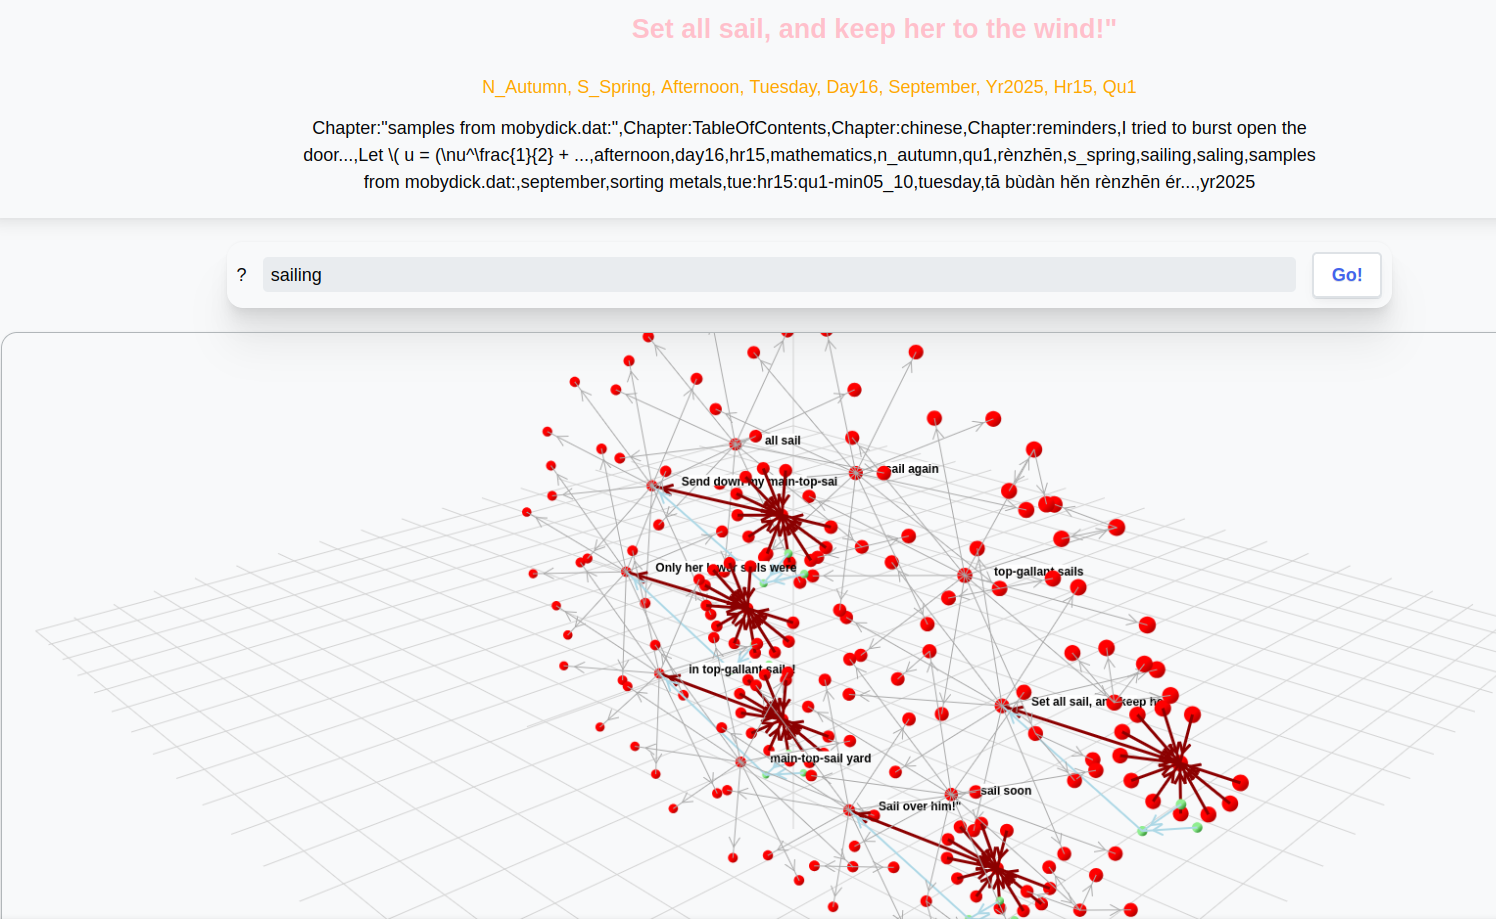 Set all sail, and keep her to the wind!"
N_Autumn, S_Spring, Afternoon, Tuesday, Day16, September, Yr2025, Hr15, Qu1
Chapter:"samples from mobydick.dat:",Chapter:TableOfContents,Chapter:chinese,Chapter:reminders,I tried to burst open the
door...,Let \( u = (\nu^\frac{1}{2} + ...,afternoon,day16,hr15,mathematics,n_autumn,qu1,rènzhēn,s_spring,sailing,saling,samples
from mobydick.dat:,september,sorting metals,tue:hr15:qu1-min05_10,tuesday,tā bùdàn hěn rènzhēn ér...,yr2025
? sailing Go!
all sail
sail again
Send down my main-top-sai
Only her lower sails were
top-gallant sails
in top-gallant sails!
Set all sail, and keep he
main-top-sail yard
sail soon
Sail over him!"